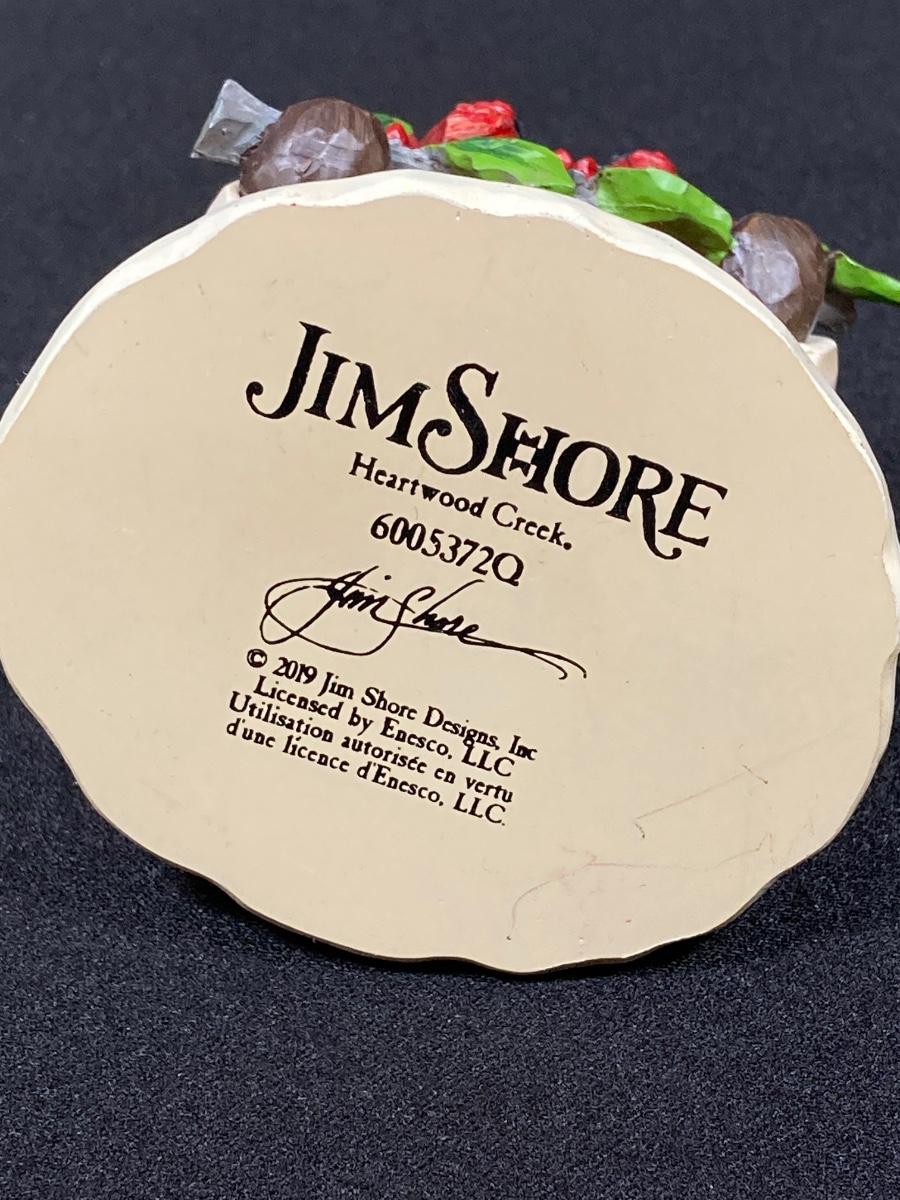 JIM SHORE
Heartwood Creek.
6005372Q
Jim Shore
© 2019 Jim Shore Designs, Inc
Licensed by Enesco, LLC
Utilisation autorisée en vertu
d'une licence d'Enesco, LLC.